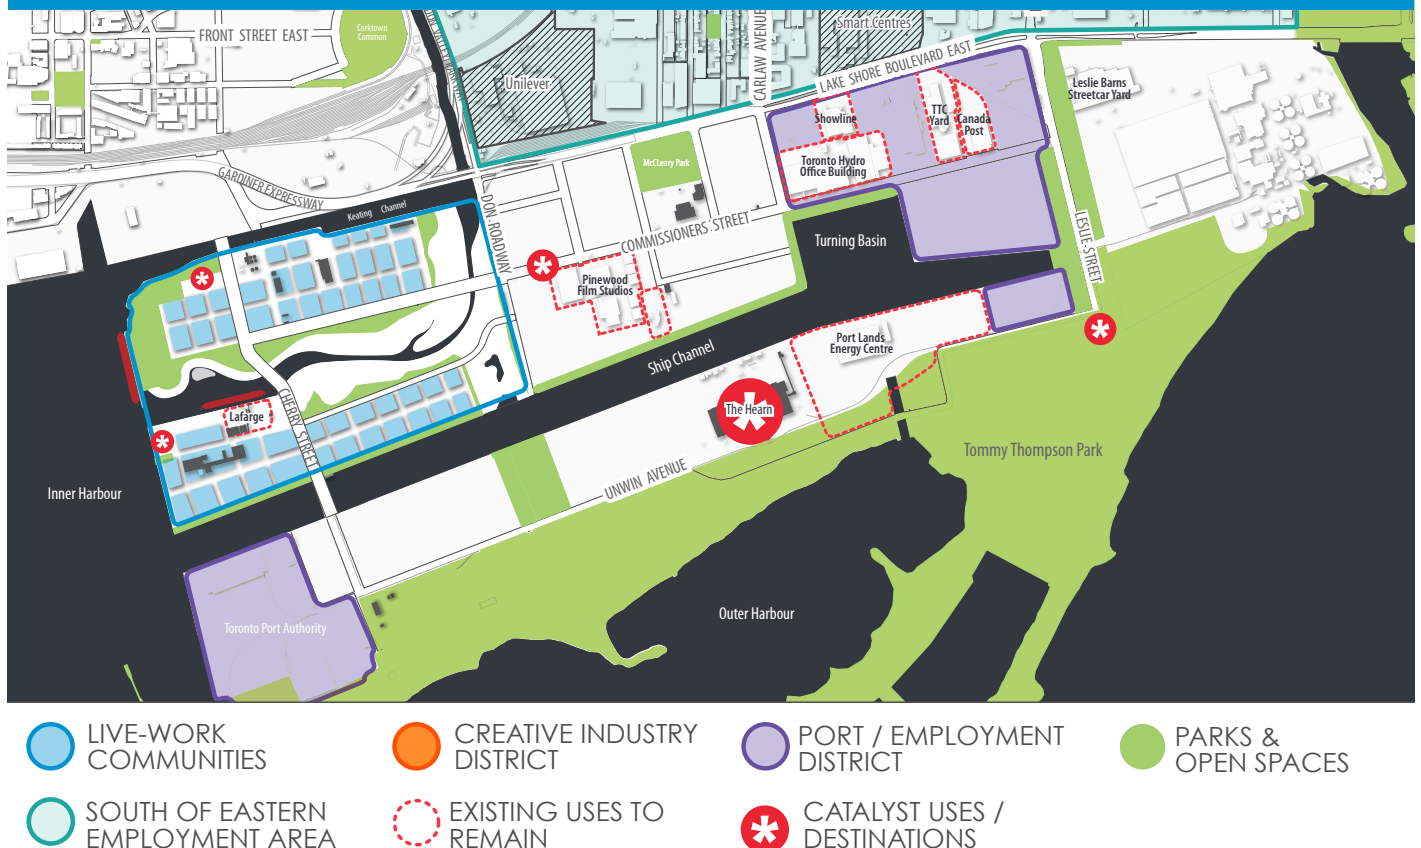 Corktown
Common
FRONT STREET EAST
Smart Centres
CARLAW AVENUE
Unilever
LAKE SHORE BOULEVARD EAST
Leslie Barns
Streetcar Yard
Showline
TTC
Yard
Canada
Post
McCleary Park
Toronto Hydro
Office Building
GARDINER EXPRESSWAY
Keating Channel
DON ROADWAY
COMMISSIONERS STREET
Turning Basin
LESLIE STREET
Pinewood
Film Studios
Port Lands
Energy Centre
Ship Channel
CHERRY STREET
Lafarge
The Hearn
Tommy Thompson Park
UNWIN AVENUE
Inner Harbour
Outer Harbour
Toronto Port Authority
LIVE-WORK
COMMUNITIES
CREATIVE INDUSTRY
DISTRICT
PORT / EMPLOYMENT
DISTRICT
PARKS &
OPEN SPACES
SOUTH OF EASTERN
EMPLOYMENT AREA
EXISTING USES TO
REMAIN
CATALYST USES /
DESTINATIONS